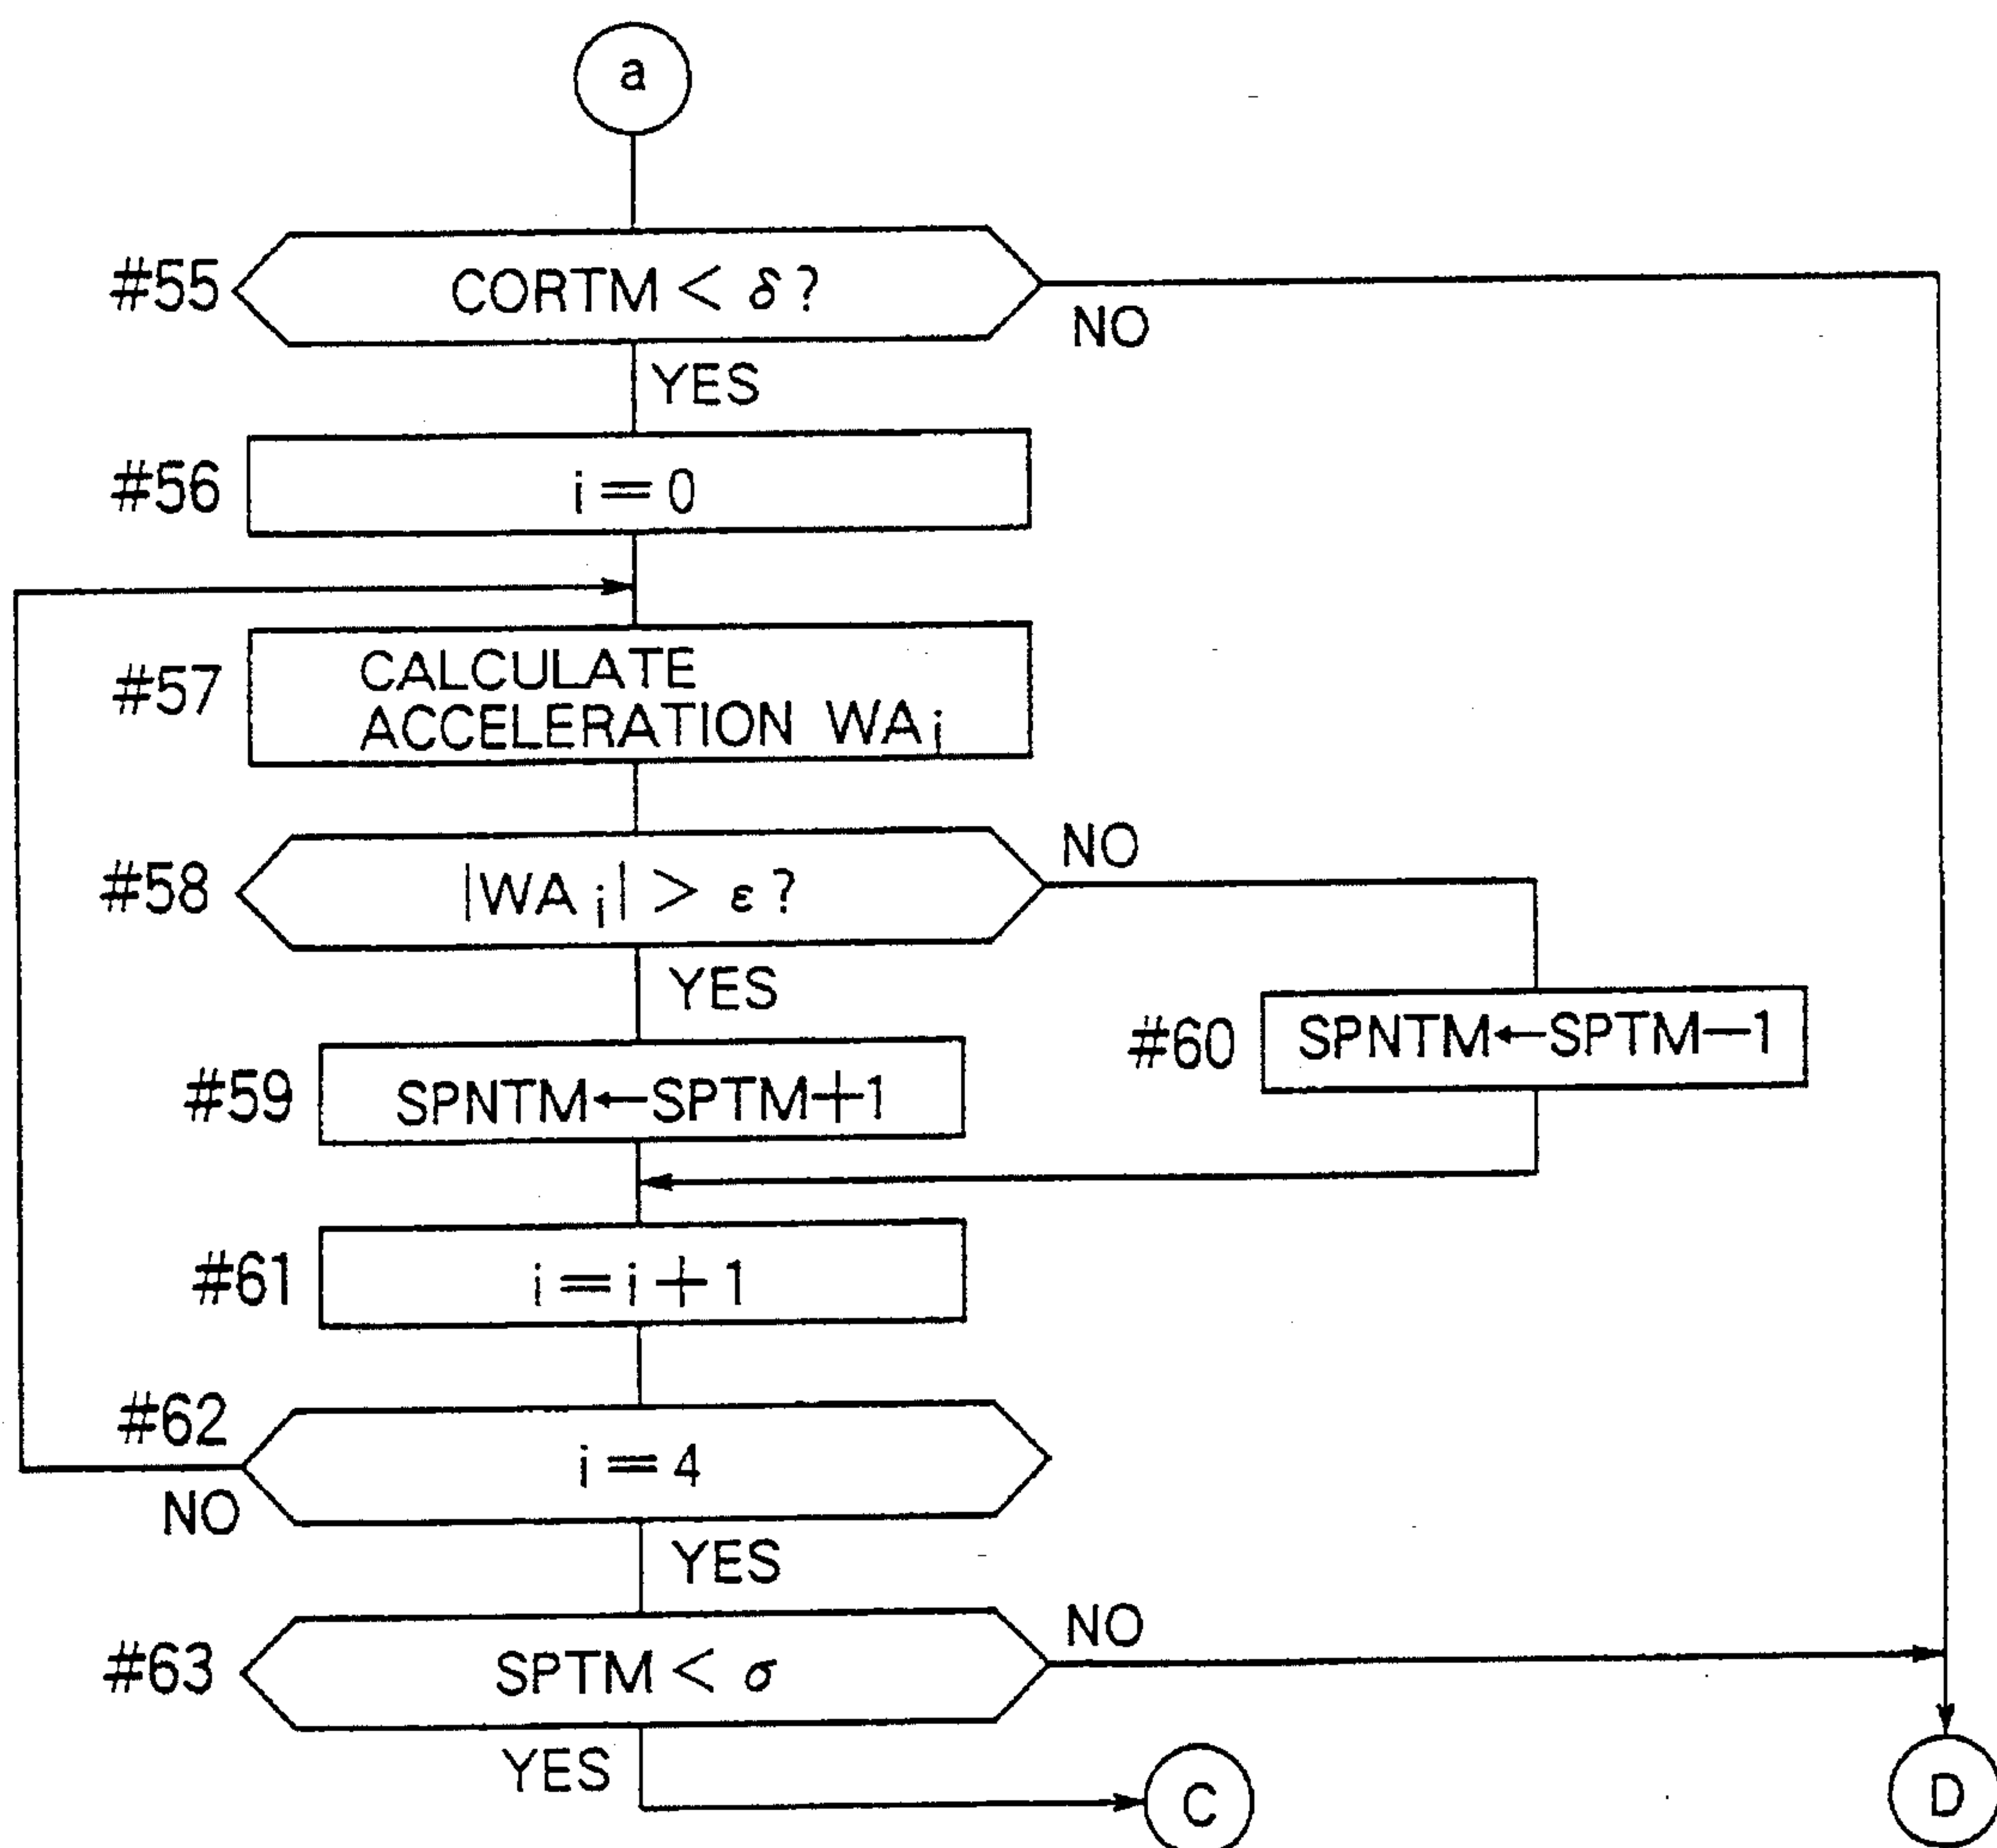 a
#55
CORTM < δ?
NO
YES
#56
i=0
#57
CALCULATE
ACCELERATION WAi
#58
|WAi| > ε?
NO
YES
#59
SPNTM←SPTM+1
#60
SPNTM←SPTM−1
#61
i=i+1
#62
i=4
NO
YES
#63
SPTM < σ
NO
YES
C
D